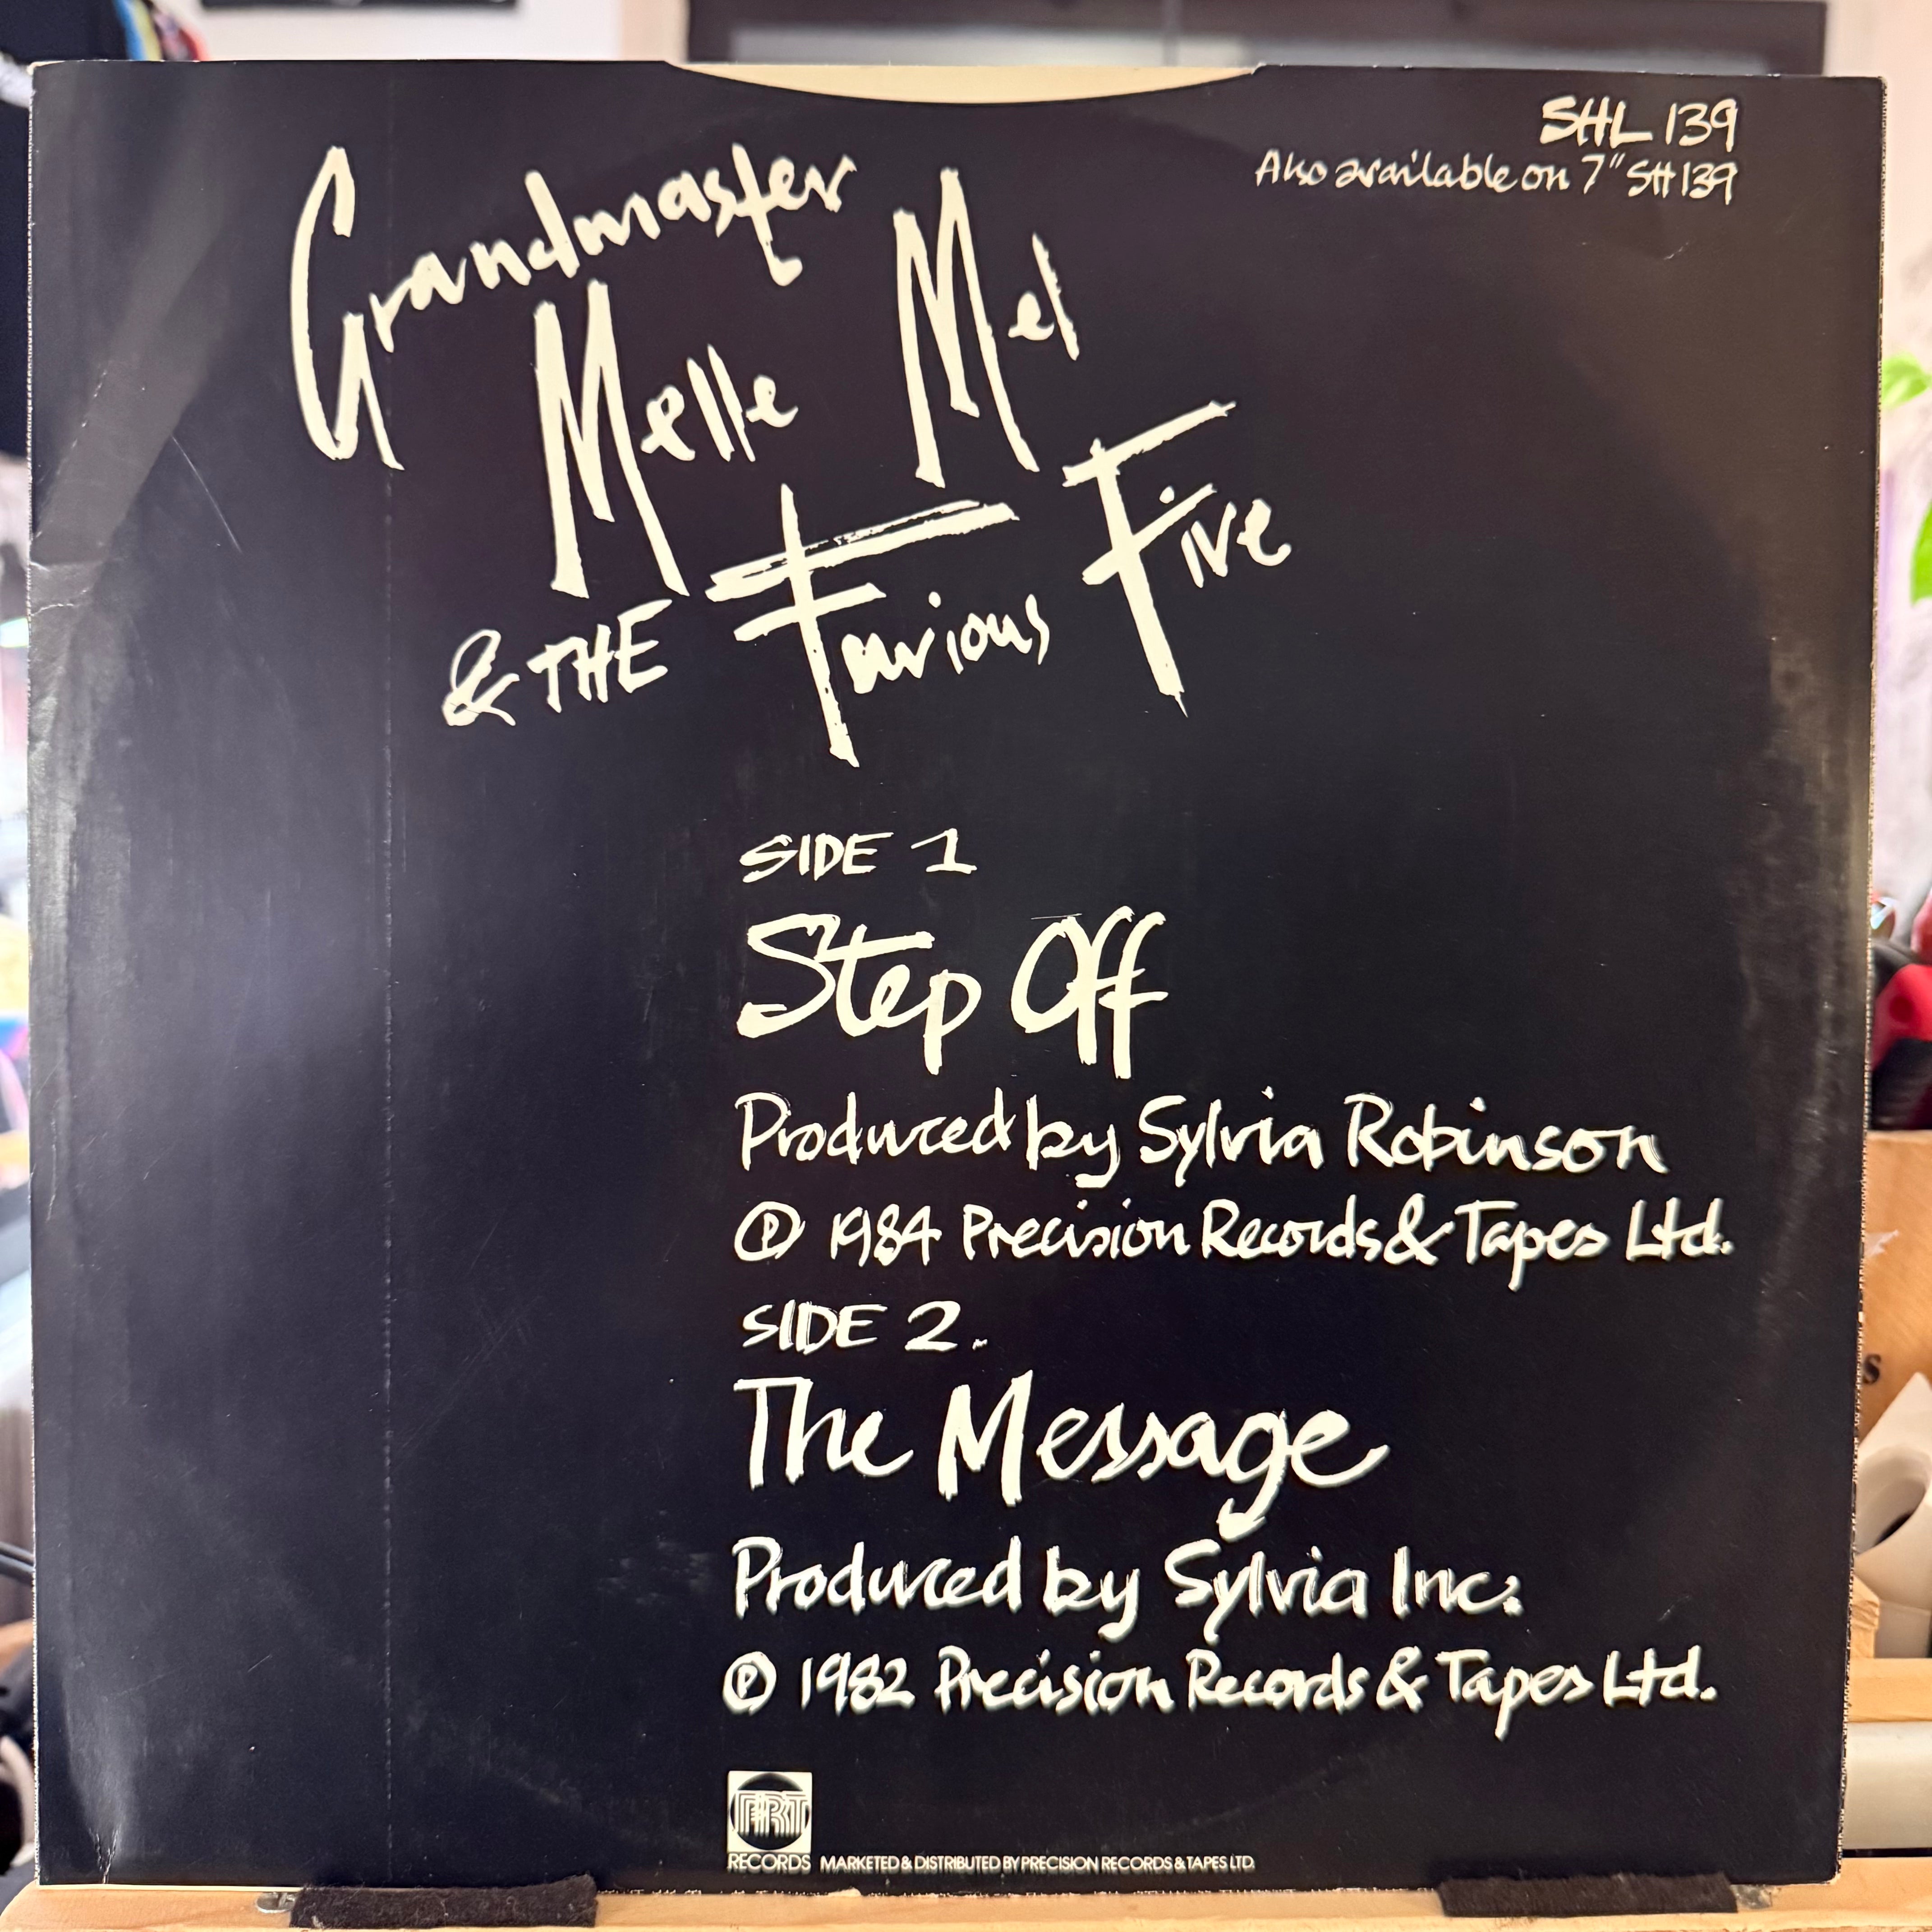 SHL 139
Also available on 7" SH 139
Grandmaster
Melle Mel
& THE Furious Five
SIDE 1
Step Off
Produced by Sylvia Robinson
℗ 1984 Precision Records & Tapes Ltd.
SIDE 2.
The Message
Produced by Sylvia Inc.
℗ 1982 Precision Records & Tapes Ltd.
PRT
RECORDS MARKETED & DISTRIBUTED BY PRECISION RECORDS & TAPES LTD.